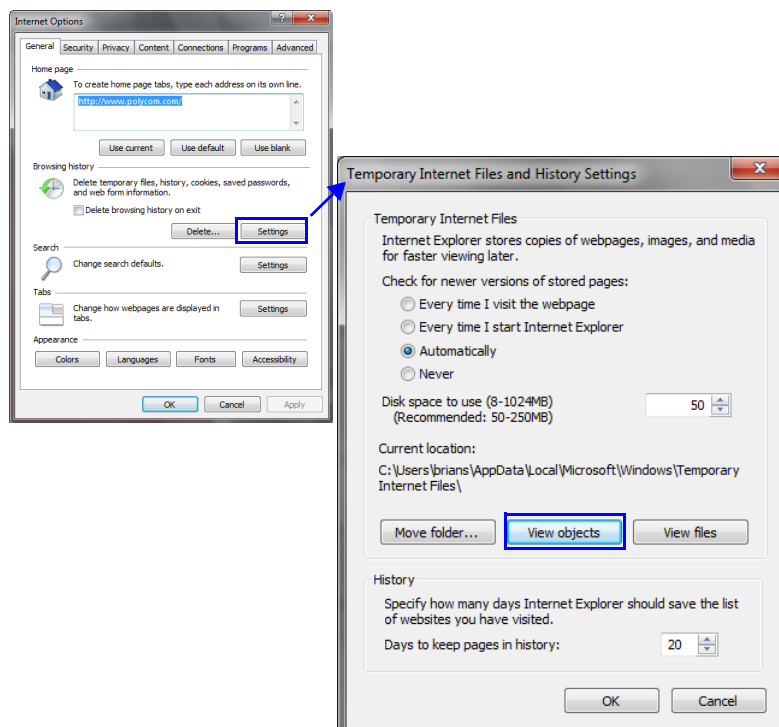 Internet Options
General Security Privacy Content Connections Programs Advanced
Home page
To create home page tabs, type each address on its own line.
http://www.polycom.com/
Use current Use default Use blank
Browsing history
Delete temporary files, history, cookies, saved passwords,
and web form information.
Delete browsing history on exit
Delete... Settings
Search
Change search defaults.
Settings
Tabs
Change how webpages are displayed in
tabs.
Settings
Appearance
Colors Languages Fonts Accessibility
OK Cancel Apply
Temporary Internet Files and History Settings
Temporary Internet Files
Internet Explorer stores copies of webpages, images, and media
for faster viewing later.
Check for newer versions of stored pages:
Every time I visit the webpage
Every time I start Internet Explorer
Automatically
Never
Disk space to use (8-1024MB)
(Recommended: 50-250MB)
50
Current location:
C:\Users\brians\AppData\Local\Microsoft\Windows\Temporary
Internet Files\
Move folder... View objects View files
History
Specify how many days Internet Explorer should save the list
of websites you have visited.
Days to keep pages in history: 20
OK Cancel